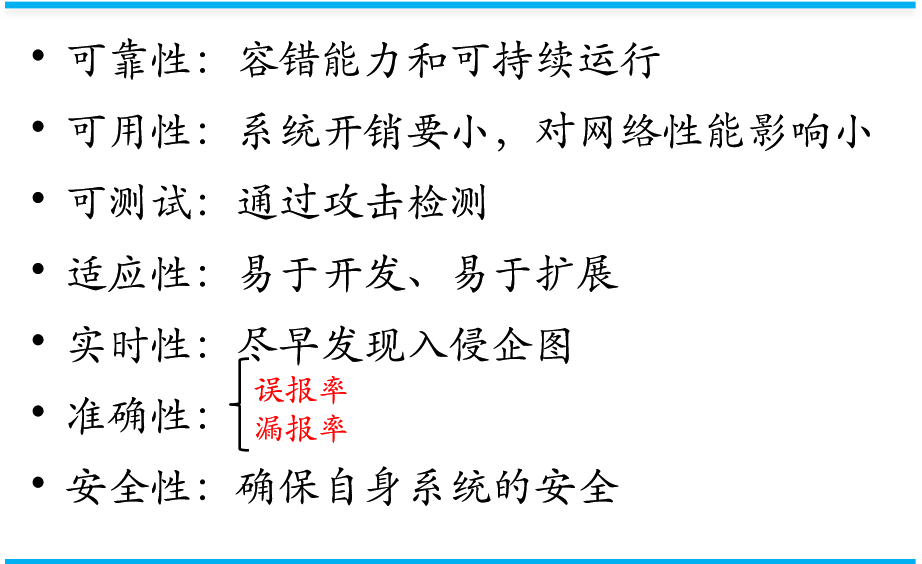 • 可靠性：容错能力和可持续运行
• 可用性：系统开销要小，对网络性能影响小
• 可测试：通过攻击检测
• 适应性：易于开发、易于扩展
• 实时性：尽早发现入侵企图
• 准确性：
误报率
漏报率
• 安全性：确保自身系统的安全